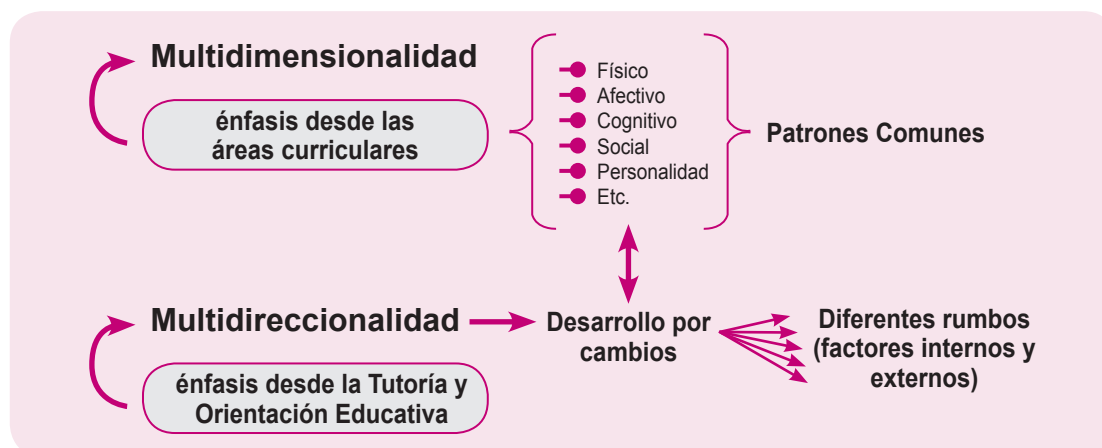 Multidimensionalidad
énfasis desde las
áreas curriculares
Físico
Afectivo
Cognitivo
Social
Personalidad
Etc.
Patrones Comunes
Multidireccionalidad
énfasis desde la Tutoría y
Orientación Educativa
Desarrollo por
cambios
Diferentes rumbos
(factores internos y
externos)